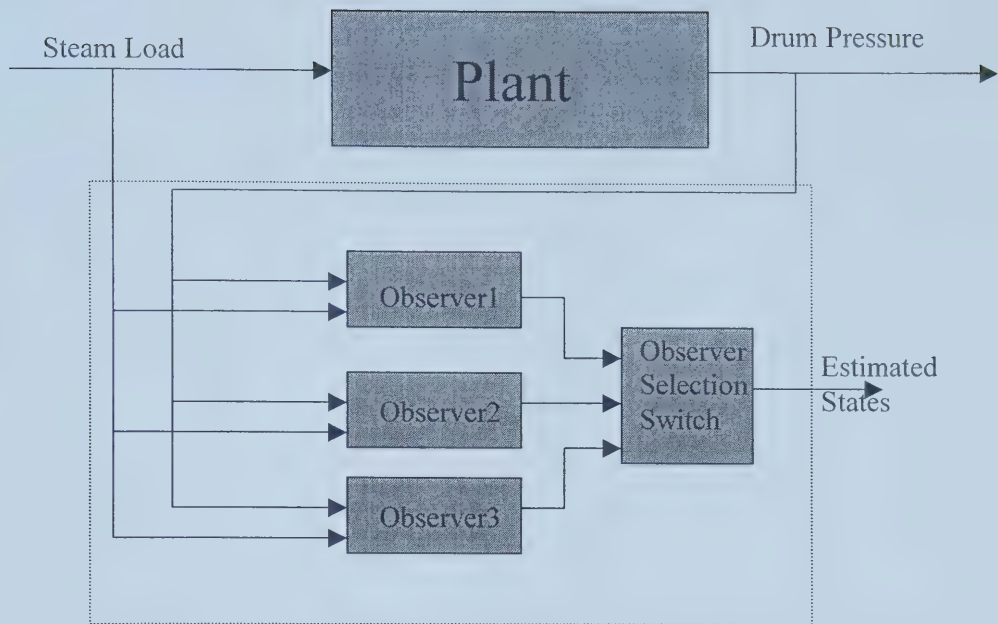 Steam Load
Plant
Drum Pressure
Observer1
Observer2
Observer3
Observer
Selection
Switch
Estimated
States